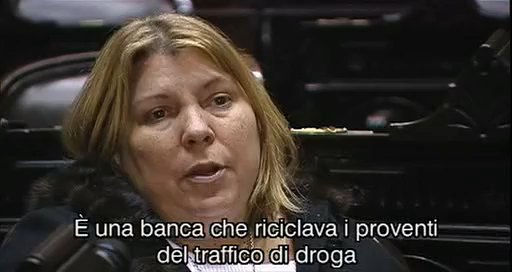 È una banca che riciclava i proventi
del traffico di droga